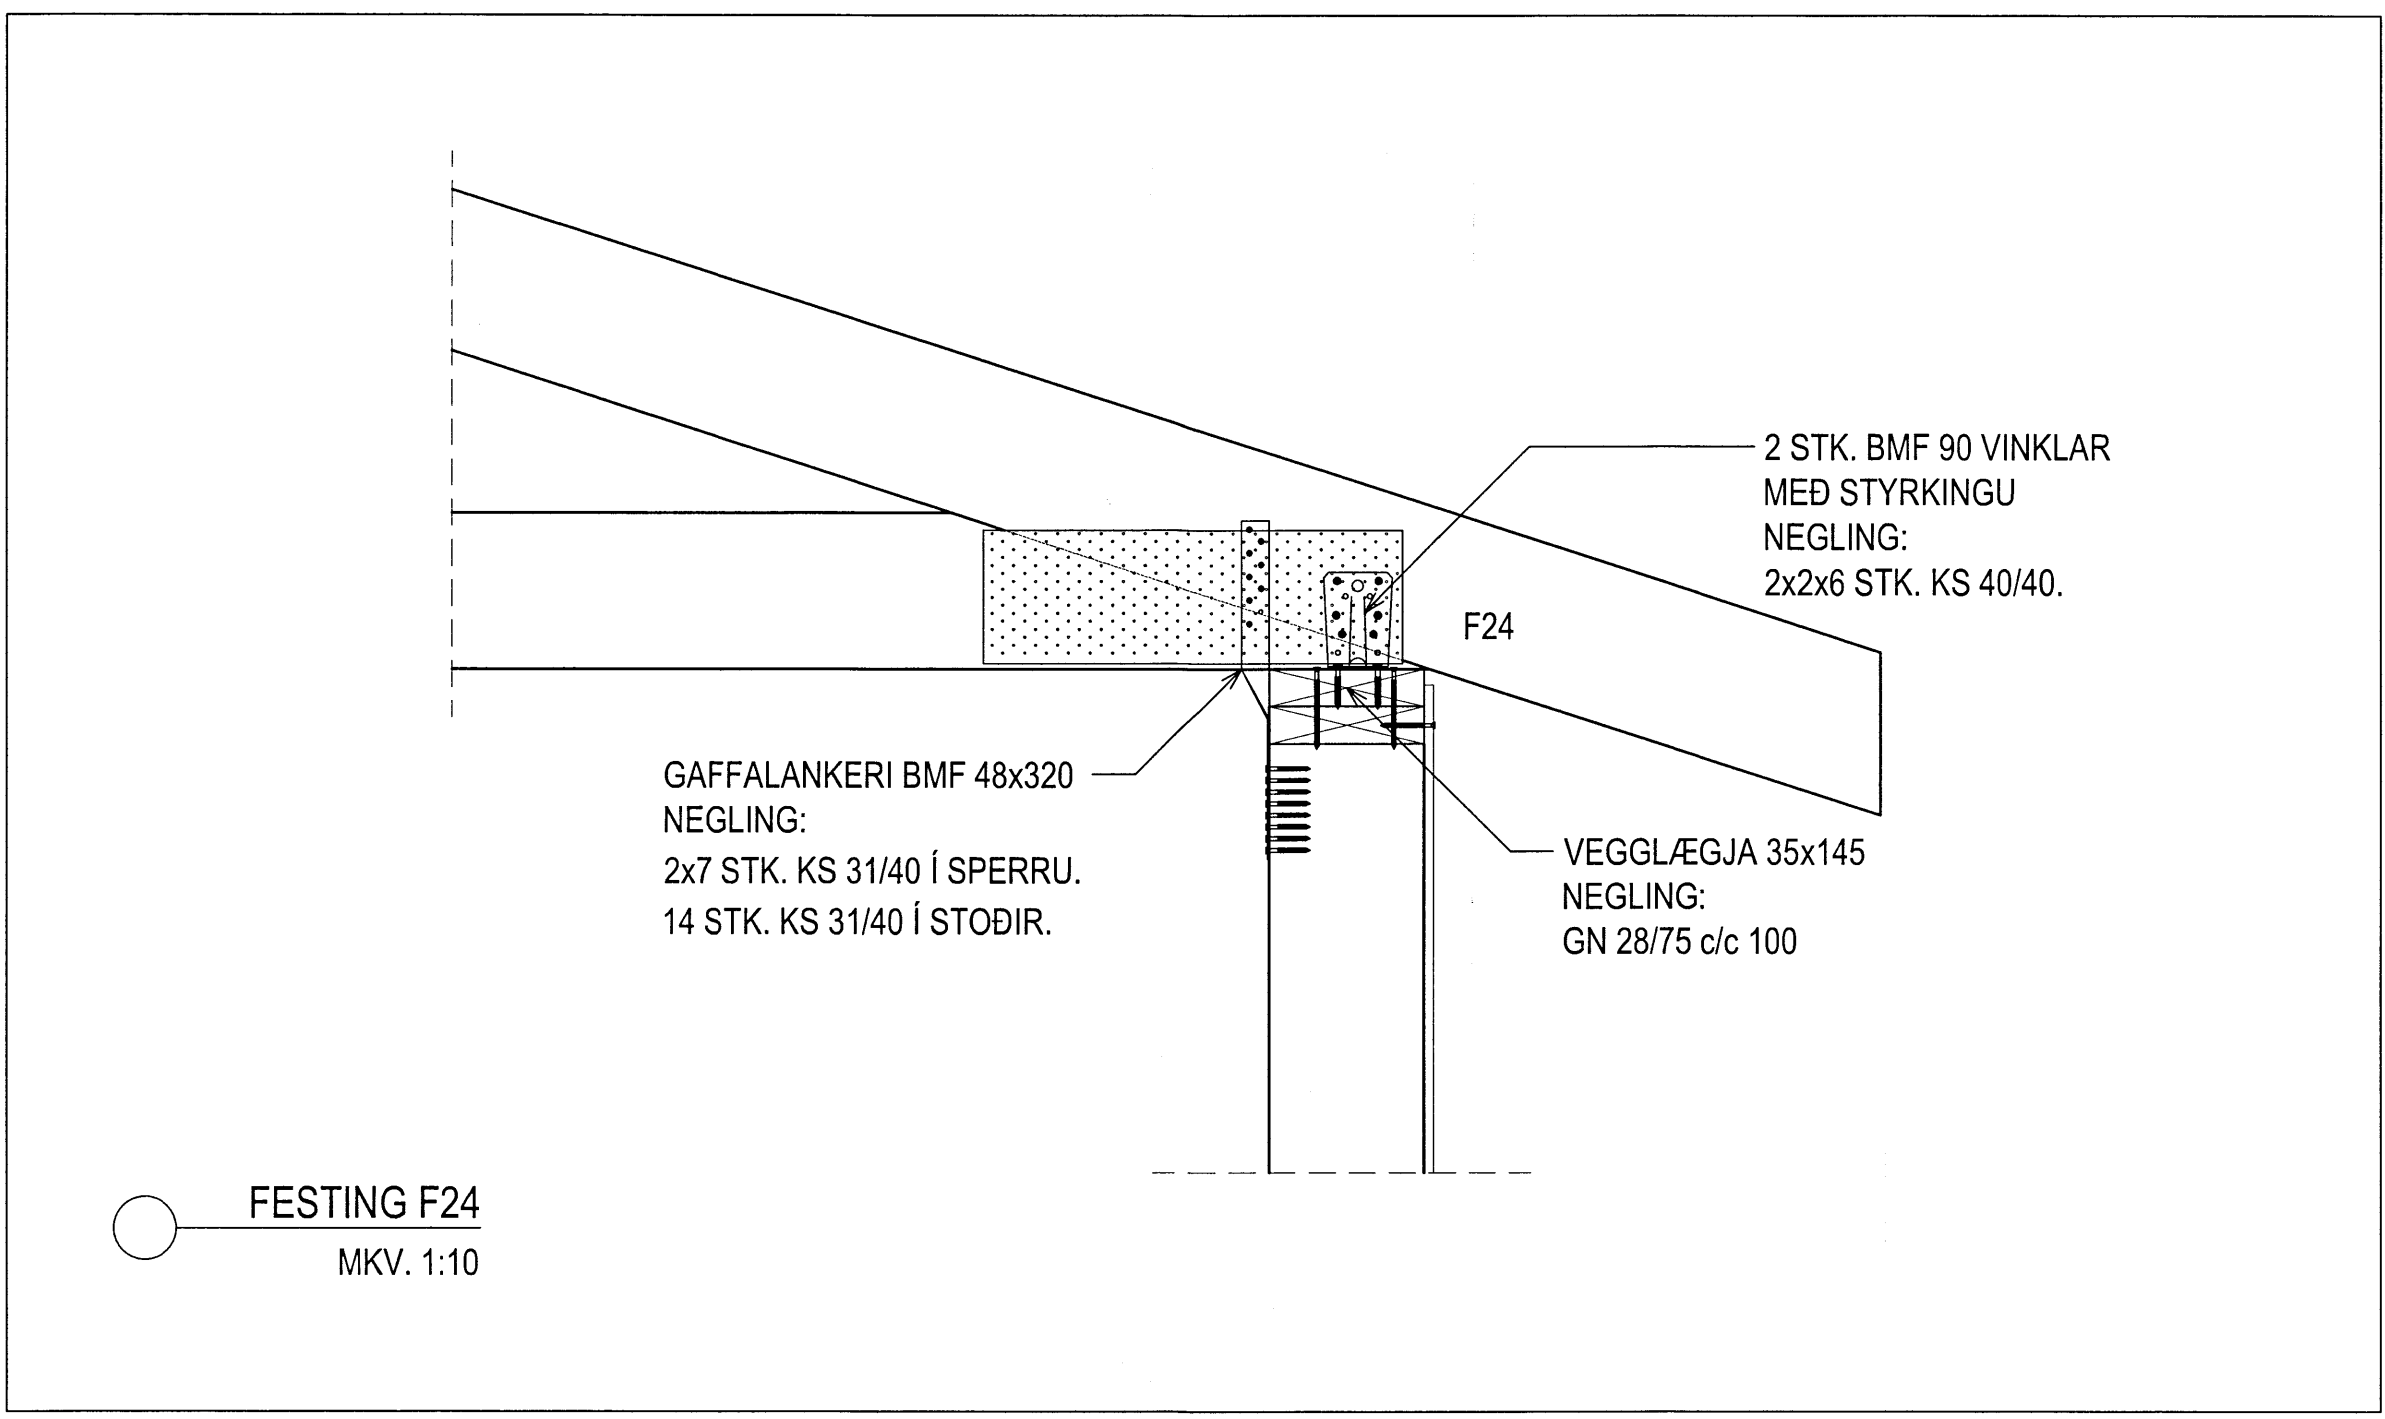 2 STK. BMF 90 VINKLAR
MEÐ STYRKINGU
NEGLING:
2x2x6 STK. KS 40/40.
F24
GAFFALANKERI BMF 48x320
NEGLING:
2x7 STK. KS 31/40 Í SPERRU.
14 STK. KS 31/40 Í STOÐIR.
VEGGLÆGJA 35x145
NEGLING:
GN 28/75 c/c 100
FESTING F24
MKV. 1:10